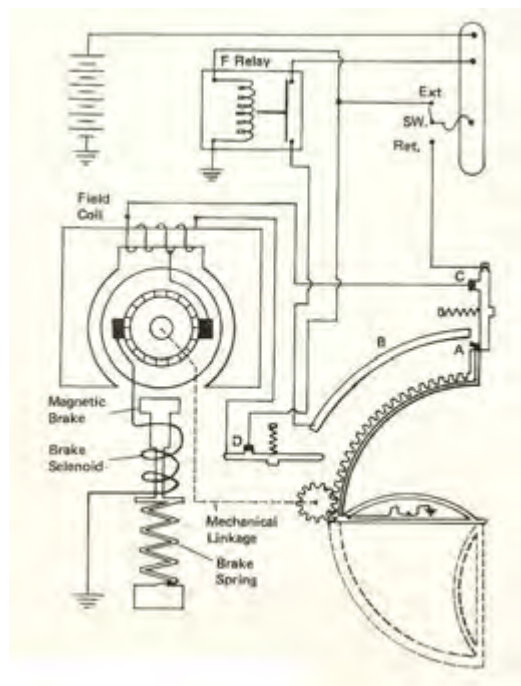 F Relay
Ext
SW.
Ret.
Field
Coil
C
B
A
Magnetic
Brake
D
Brake
Selenoid
Mechanical
Linkage
Brake
Spring